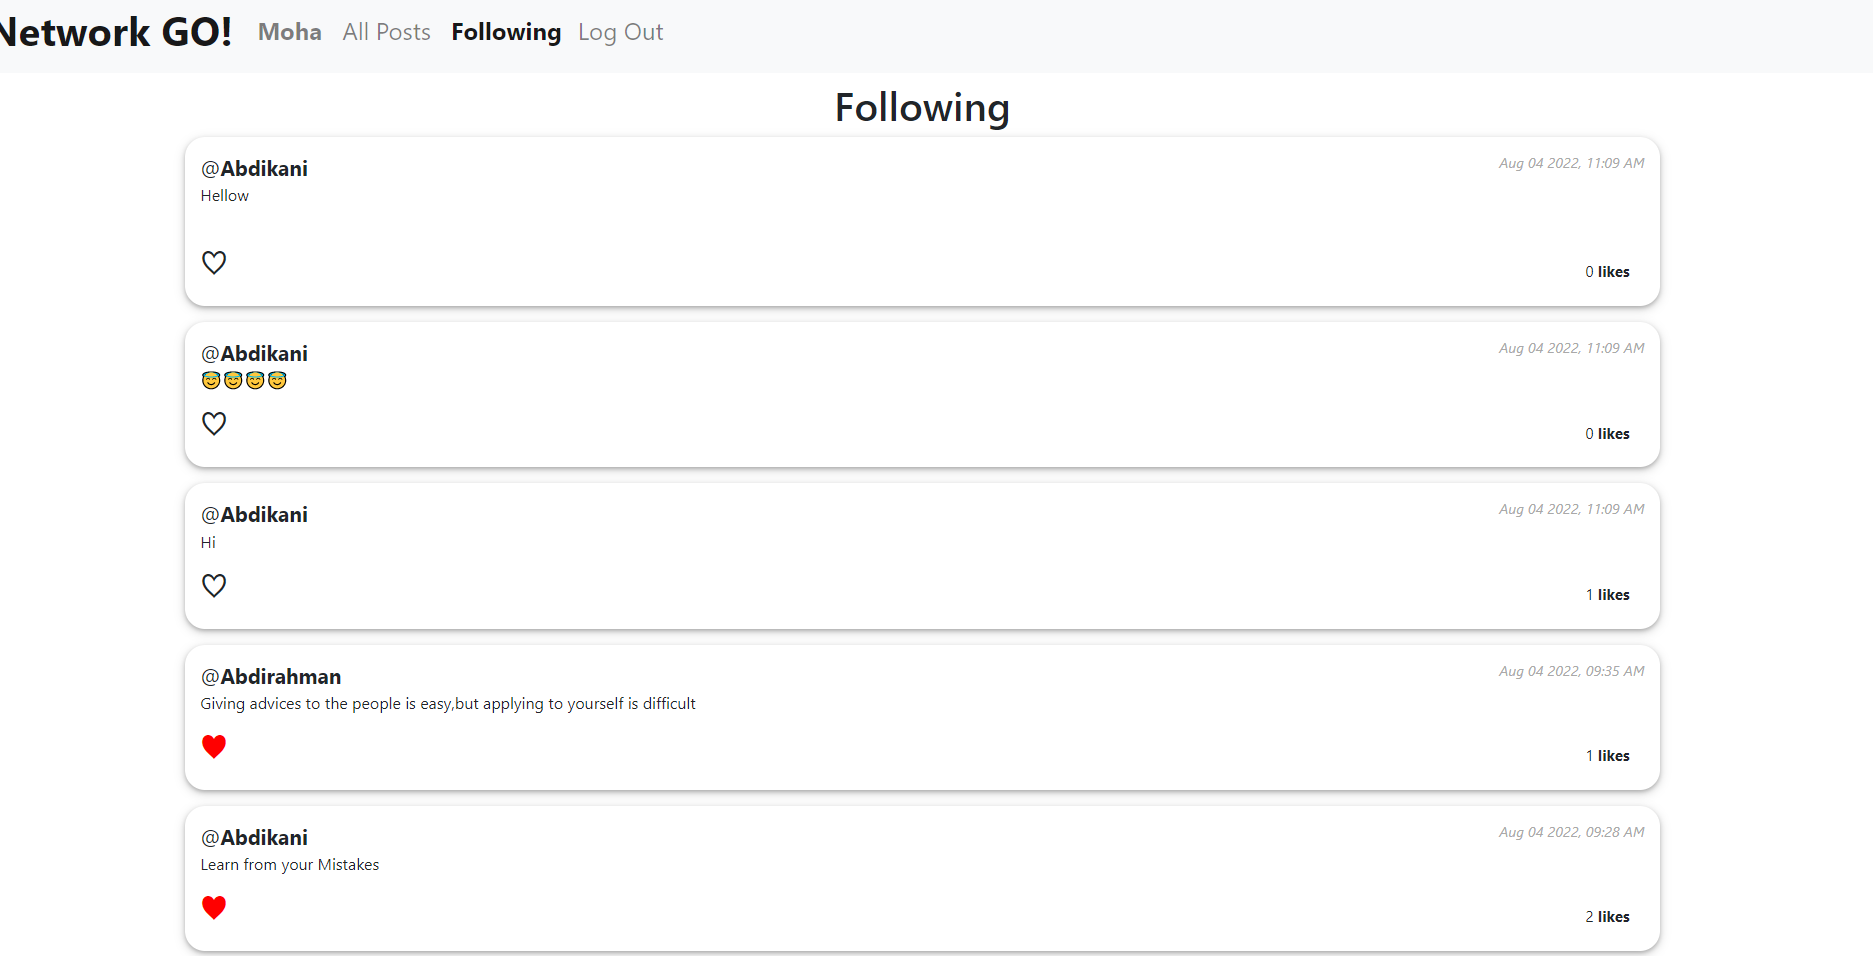 Network GO! Moha All Posts Following Log Out
Following
@Abdikani Aug 04 2022, 11:09 AM
Hellow
0 likes
@Abdikani Aug 04 2022, 11:09 AM
😇😇😇😇
0 likes
@Abdikani Aug 04 2022, 11:09 AM
Hi
1 likes
@Abdirahman Aug 04 2022, 09:35 AM
Giving advices to the people is easy,but applying to yourself is difficult
1 likes
@Abdikani Aug 04 2022, 09:28 AM
Learn from your Mistakes
2 likes